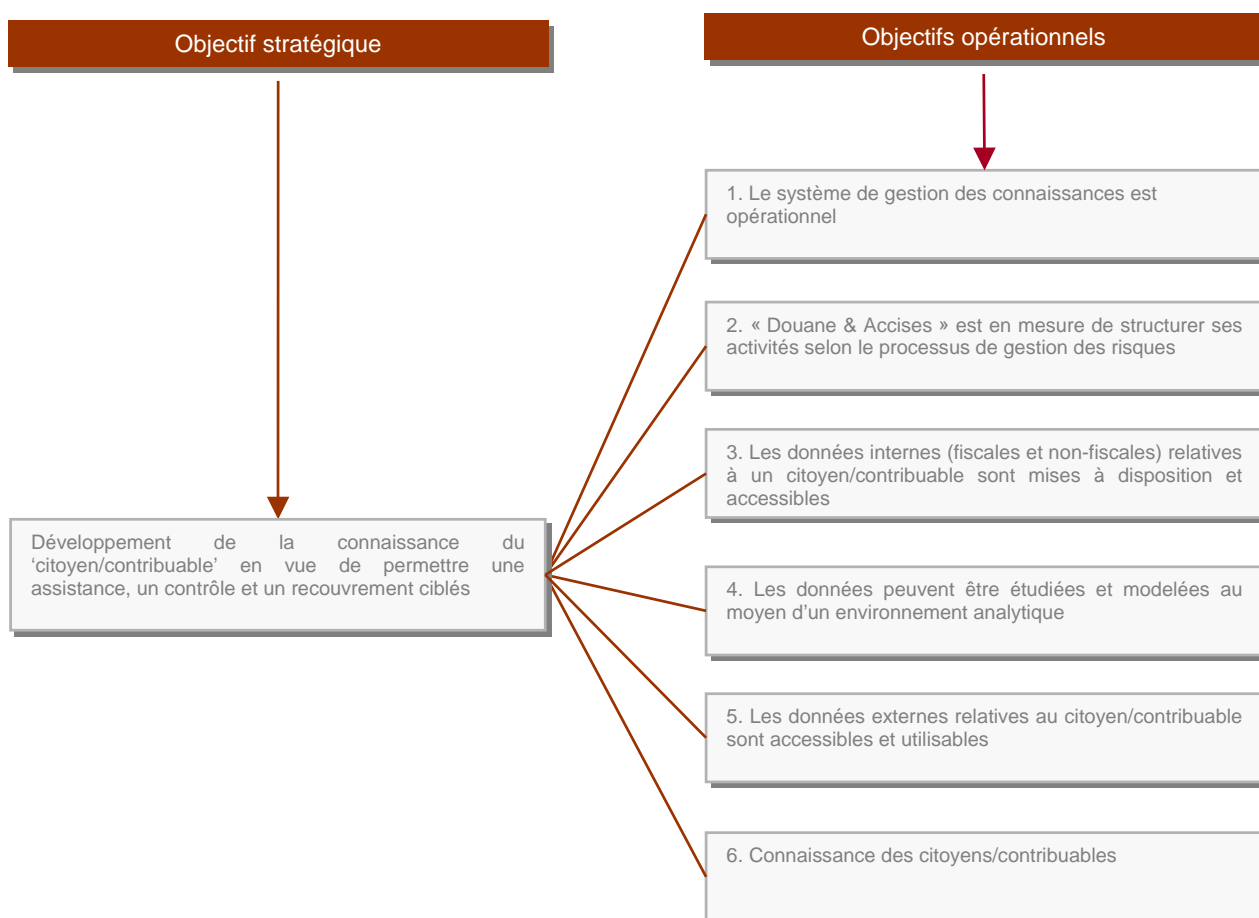 Objectif stratégique
Objectifs opérationnels
1. Le système de gestion des connaissances est
opérationnel
2. « Douane & Accises » est en mesure de structurer ses
activités selon le processus de gestion des risques
3. Les données internes (fiscales et non-fiscales) relatives
à un citoyen/contribuable sont mises à disposition et
accessibles
Développement de la connaissance du
‘citoyen/contribuable’ en vue de permettre une
assistance, un contrôle et un recouvrement ciblés
4. Les données peuvent être étudiées et modelées au
moyen d’un environnement analytique
5. Les données externes relatives au citoyen/contribuable
sont accessibles et utilisables
6. Connaissance des citoyens/contribuables